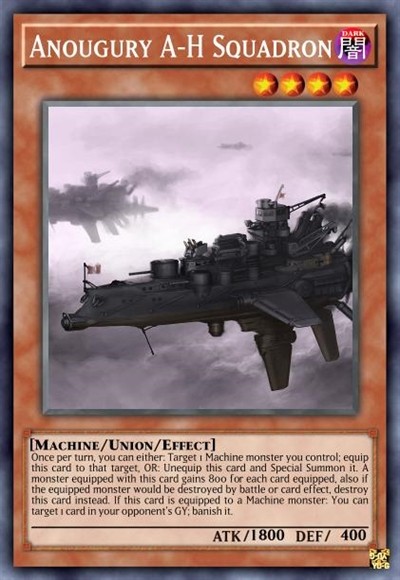 ANOUGURY A-H SQUADRON
DARK
闇
[MACHINE/UNION/EFFECT]
Once per turn, you can either: Target 1 Machine monster you control; equip
this card to that target, OR: Unequip this card and Special Summon it. A
monster equipped with this card gains 800 for each card equipped, also if
the equipped monster would be destroyed by battle or card effect, destroy
this card instead. If this card is equipped to a Machine monster: You can
target 1 card in your opponent's GY; banish it.
ATK/1800 DEF/ 400